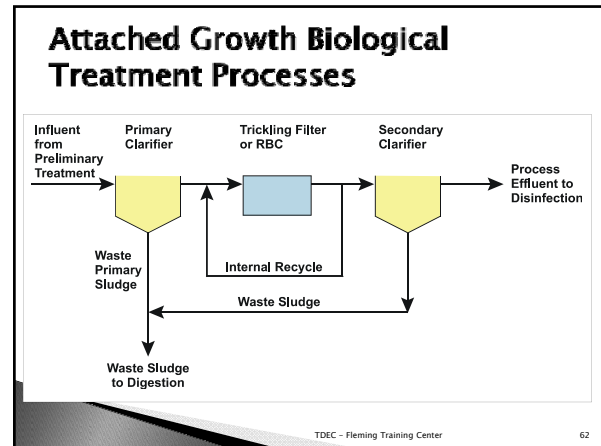 Attached Growth Biological
Treatment Processes
Influent
from
Preliminary
Treatment
Primary
Clarifier
Trickling Filter
or RBC
Secondary
Clarifier
Process
Effluent to
Disinfection
Waste
Primary
Sludge
Internal Recycle
Waste Sludge
Waste Sludge
to Digestion
TDEC - Fleming Training Center
62